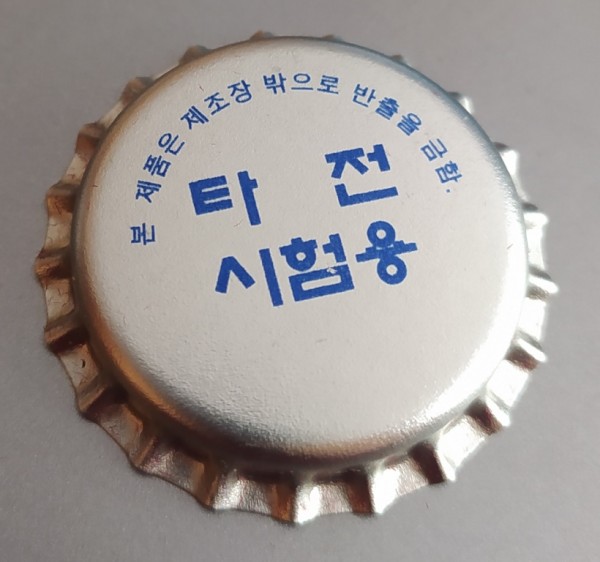 본 제품은 제조장 밖으로 반출을 금함.
타 전
시험용